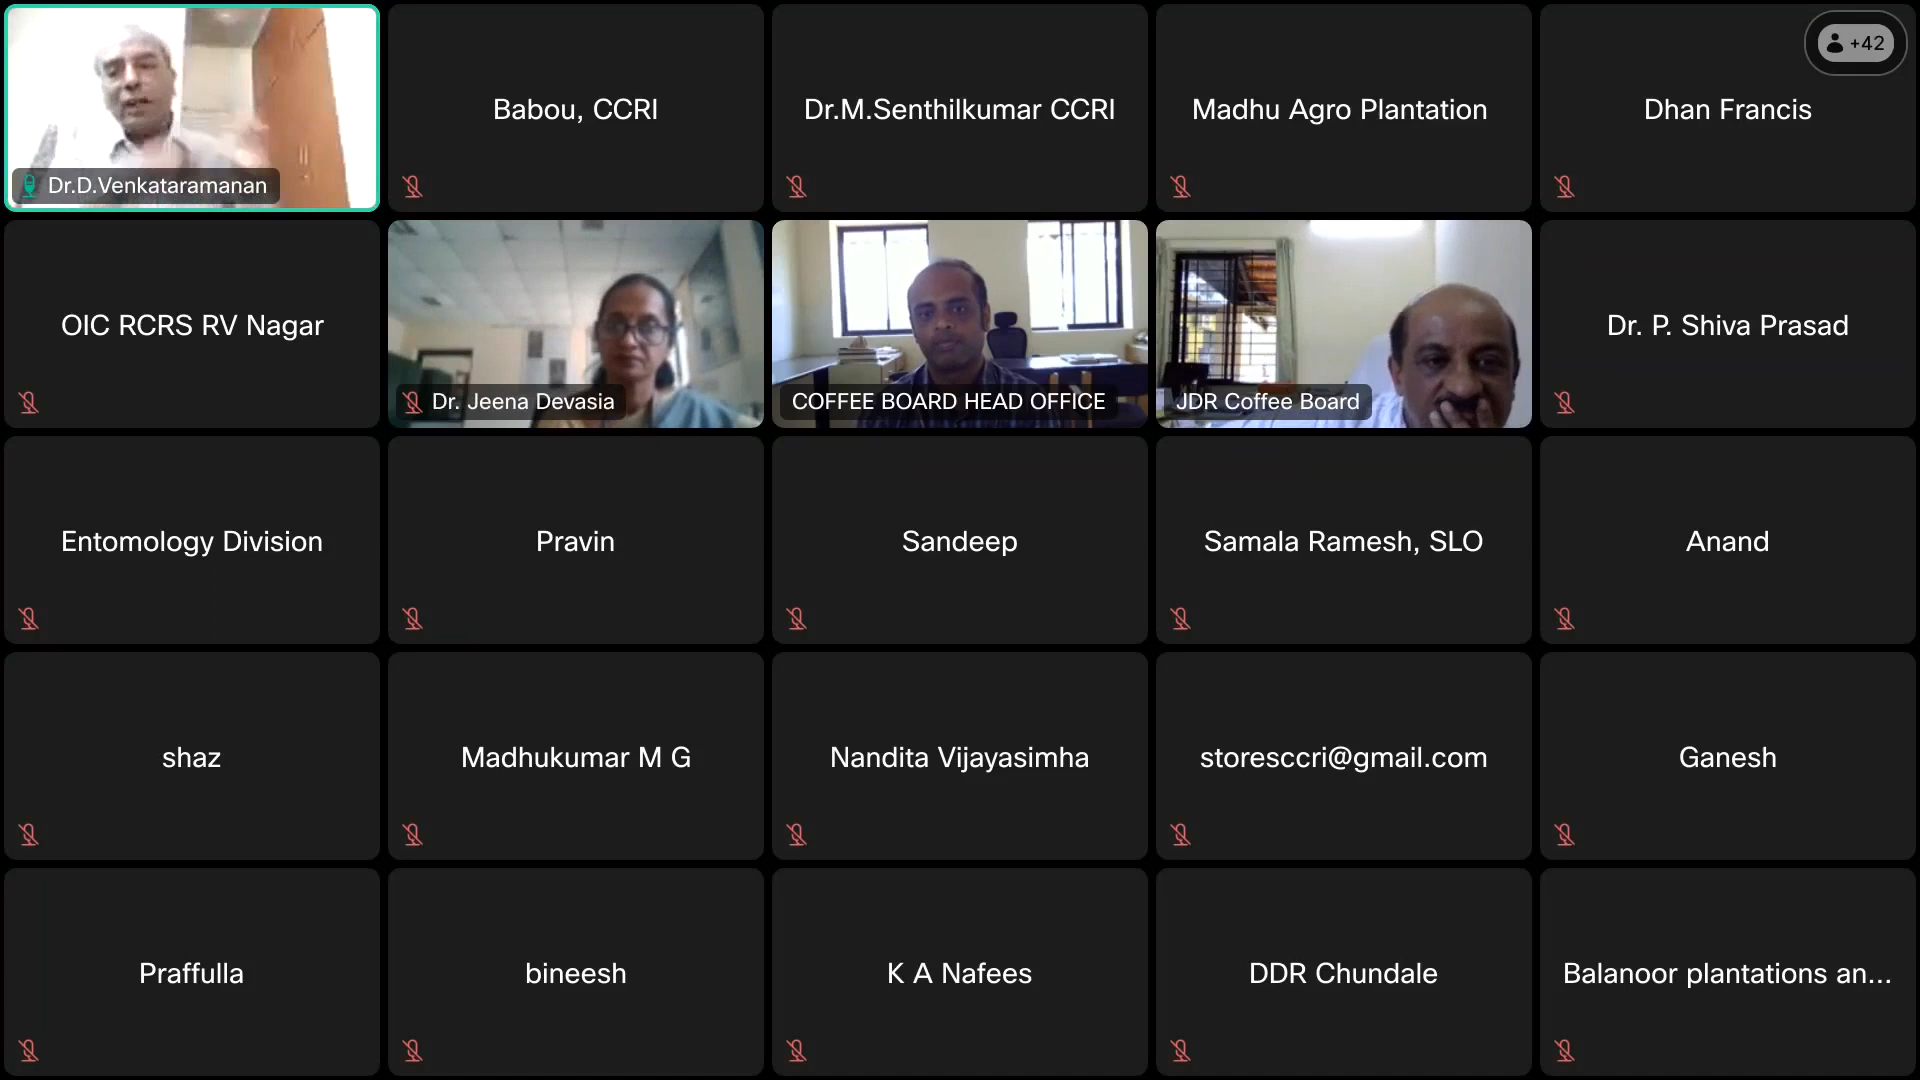 +42
Dr.D.Venkataramanan
Babou, CCRI
Dr.M.Senthilkumar CCRI
Madhu Agro Plantation
Dhan Francis
OIC RCRS RV Nagar
Dr. Jeena Devasia
COFFEE BOARD HEAD OFFICE
JDR Coffee Board
Dr. P. Shiva Prasad
Entomology Division
Pravin
Sandeep
Samala Ramesh, SLO
Anand
shaz
Madhukumar M G
Nandita Vijayasimha
storesccri@gmail.com
Ganesh
Praffulla
bineesh
K A Nafees
DDR Chundale
Balanoor plantations an...